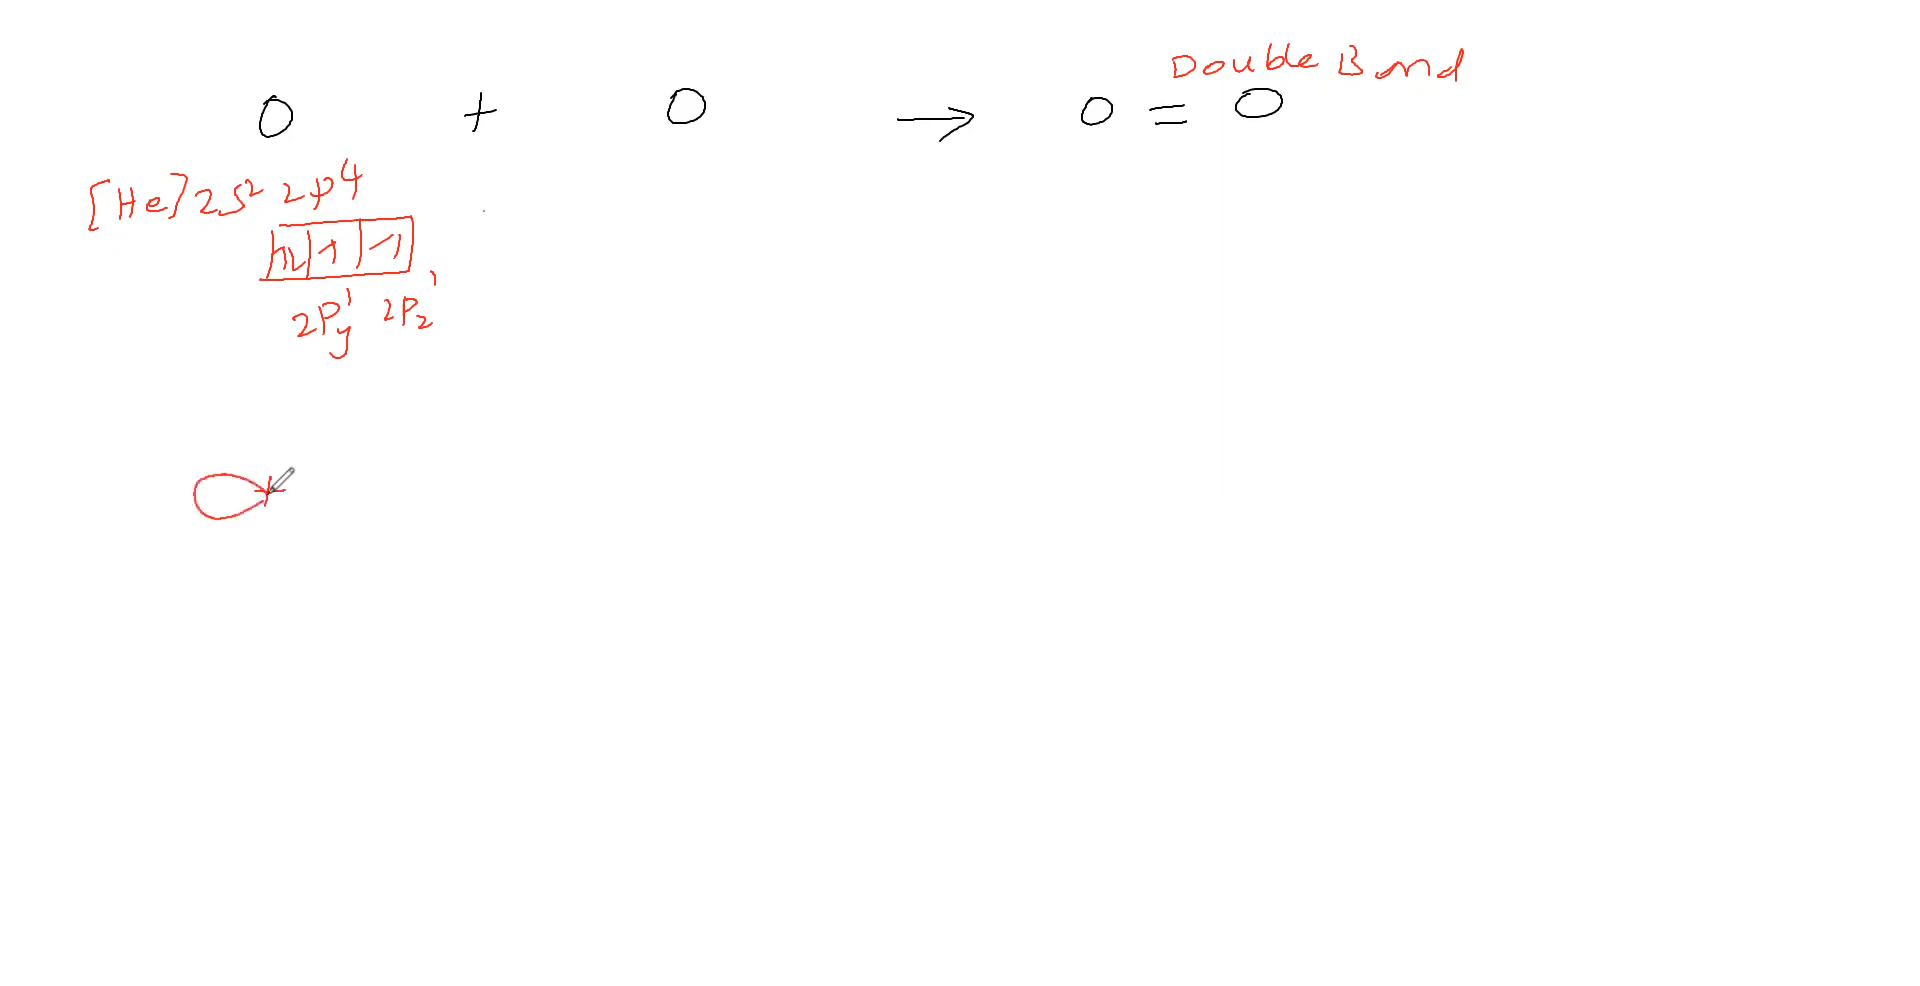 Double Bond
O + O → O = O
[He] 2s² 2p⁴
↑↓ ↑ ↑
2Py¹ 2Pz¹